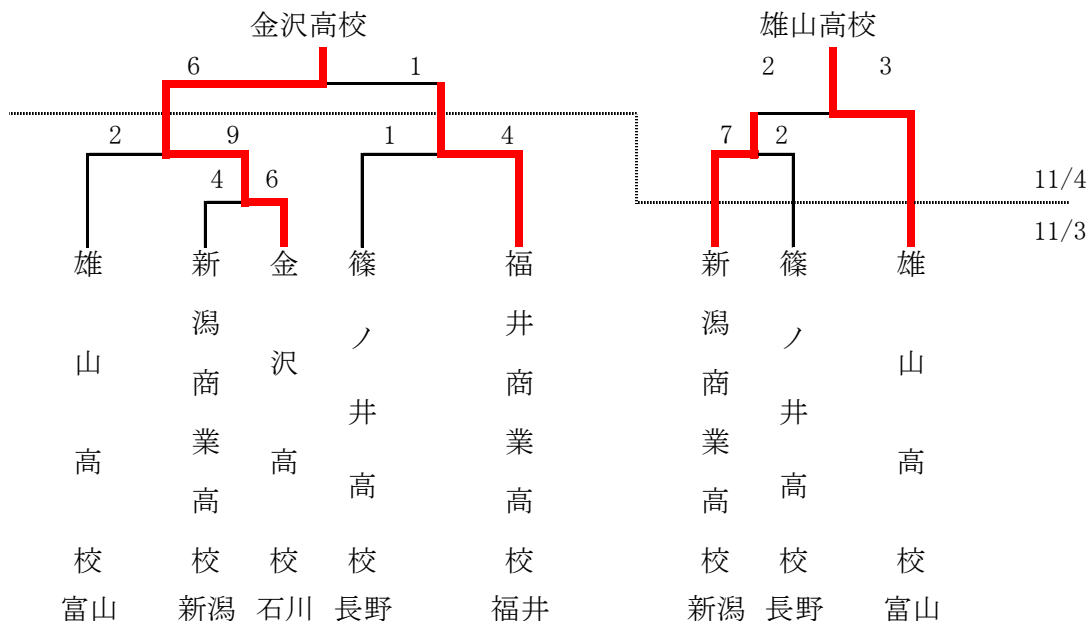 金沢高校
雄山高校
6 1
2 3
2 9 1 4
7 2
4 6
11/4
11/3
雄山高校
新潟商業高校
金沢高校
篠ノ井高校
福井商業高校
新潟商業高校
篠ノ井高校
雄山高校
富山 新潟 石川 長野 福井 新潟 長野 富山